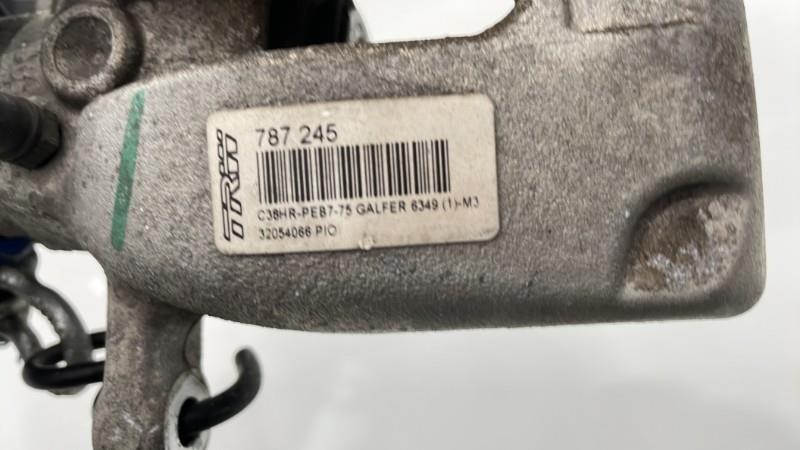 TRW
787 245
C38HR-PEB7-75 GALFER 6349 (1)-M3
32054066 PIO